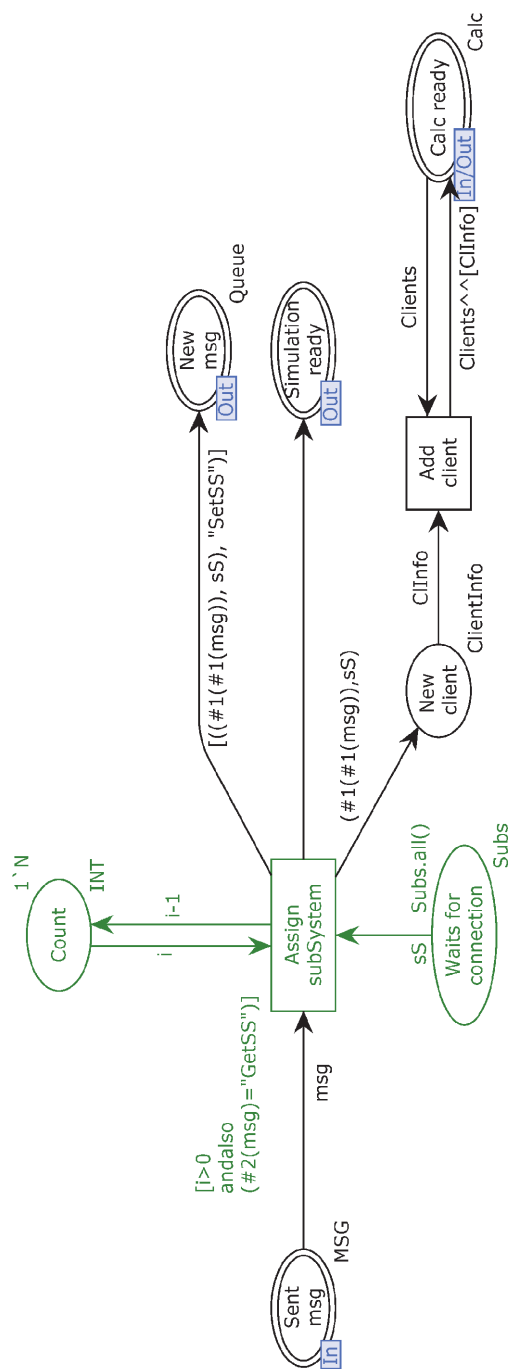 1`N
Count
INT
i
i-1
[i>0
andalso
(#2(msg)="GetSS")]
[((#1(#1(msg)), sS), "SetSS")]
New
msg
Out
Queue
Sent
msg
In
MSG
msg
Assign
subSystem
Simulation
ready
Out
(#1(#1(msg)),sS)
sS
Subs.all()
Waits for
connection
Subs
New
client
ClientInfo
ClInfo
Add
client
Clients
Clients^^[ClInfo]
Calc ready
In/Out
Calc